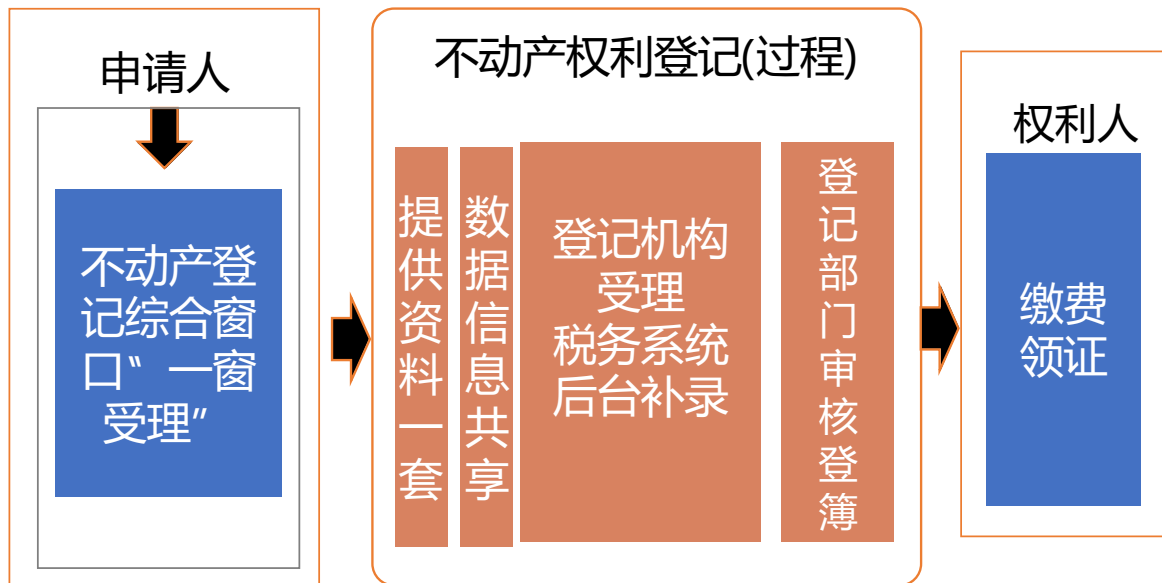 申请人
不动产登
记综合窗
口“一窗
受理”
不动产权利登记(过程)
提供资料一套
数据信息共享
登记机构
受理
税务系统
后台补录
登记部门审核登簿
权利人
缴费
领证